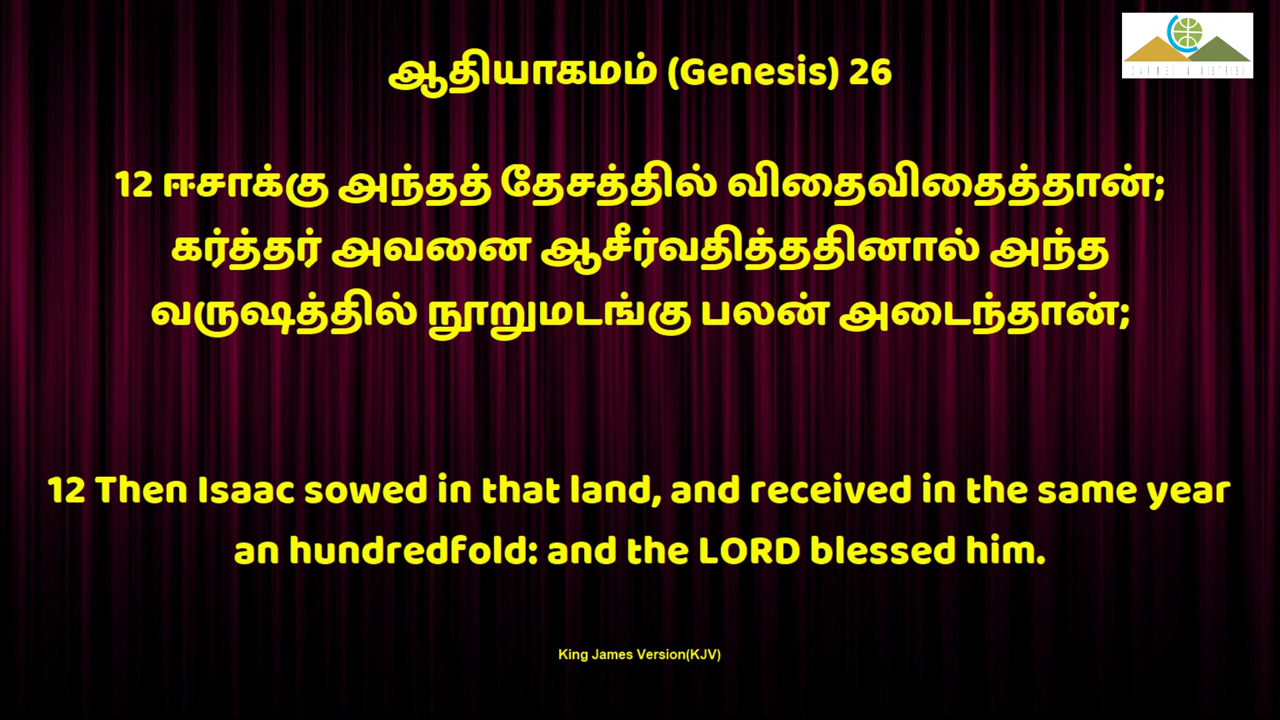 ஆதியாகமம் (Genesis) 26
12 ஈசாக்கு அந்தத் தேசத்தில் விதைவிதைத்தான்;
கர்த்தர் அவனை ஆசீர்வதித்ததினால் அந்த
வருஷத்தில் நூறுமடங்கு பலன் அடைந்தான்;
12 Then Isaac sowed in that land, and received in the same year
an hundredfold: and the LORD blessed him.
King James Version(KJV)